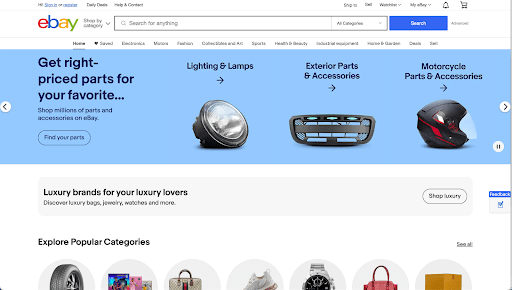 Hi! Sign in or register Daily Deals Help & Contact Ship to Sell Watchlist My eBay
ebay Shop by category Search for anything All Categories Search Advanced
Home Saved Electronics Motors Fashion Collectibles and Art Sports Health & Beauty Industrial equipment Home & Garden Deals Sell
Get right-
priced parts for
your favorite...
Shop millions of parts and
accessories on eBay.
Find your parts
Lighting & Lamps
Exterior Parts
& Accessories
Motorcycle
Parts & Accessories
Luxury brands for your luxury lovers
Discover luxury bags, jewelry, watches and more.
Shop luxury
Feedback
Explore Popular Categories
See all